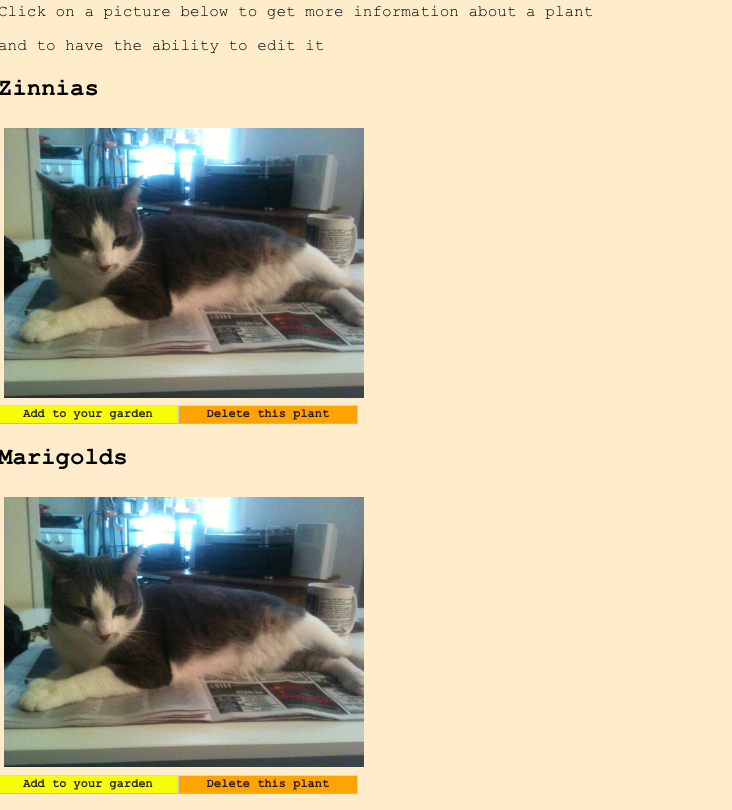 Click on a picture below to get more information about a plant
and to have the ability to edit it
Zinnias
Add to your garden
Delete this plant
Marigolds
Add to your garden
Delete this plant